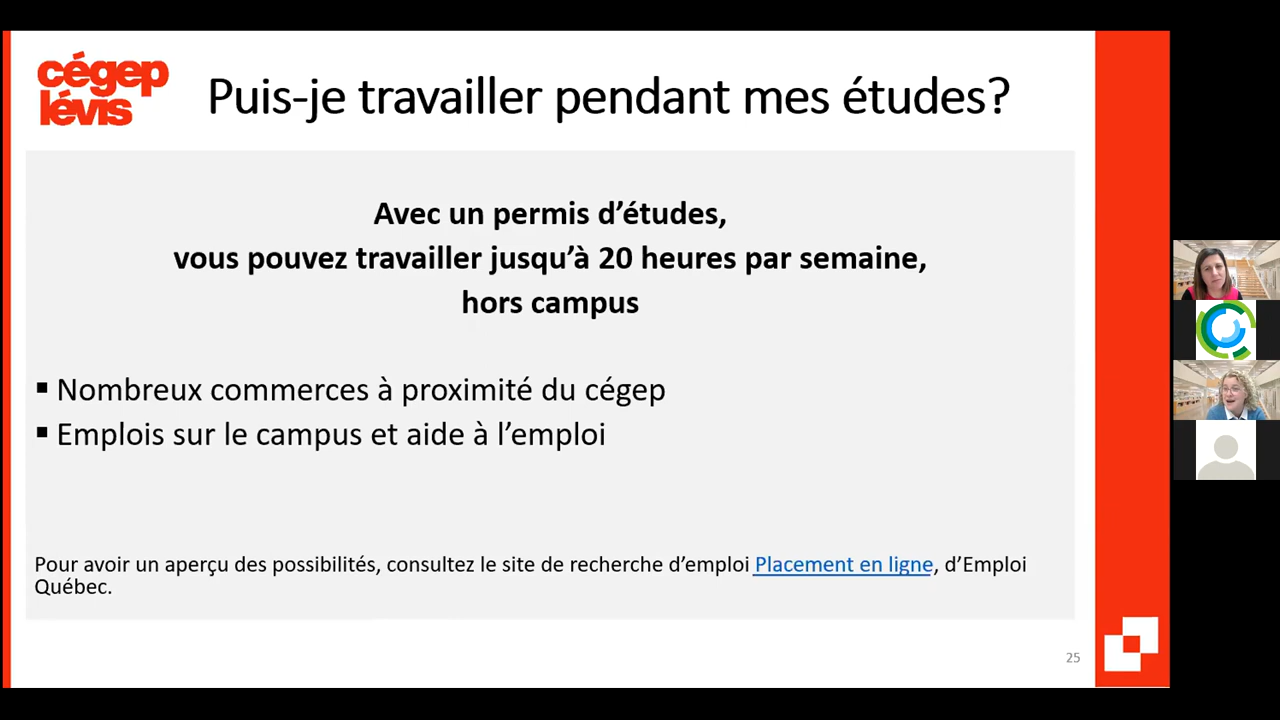 cégep
lévis
Puis-je travailler pendant mes études?
Avec un permis d’études,
vous pouvez travailler jusqu’à 20 heures par semaine,
hors campus
▪ Nombreux commerces à proximité du cégep
▪ Emplois sur le campus et aide à l’emploi
Pour avoir un aperçu des possibilités, consultez le site de recherche d’emploi Placement en ligne, d’Emploi
Québec.
25